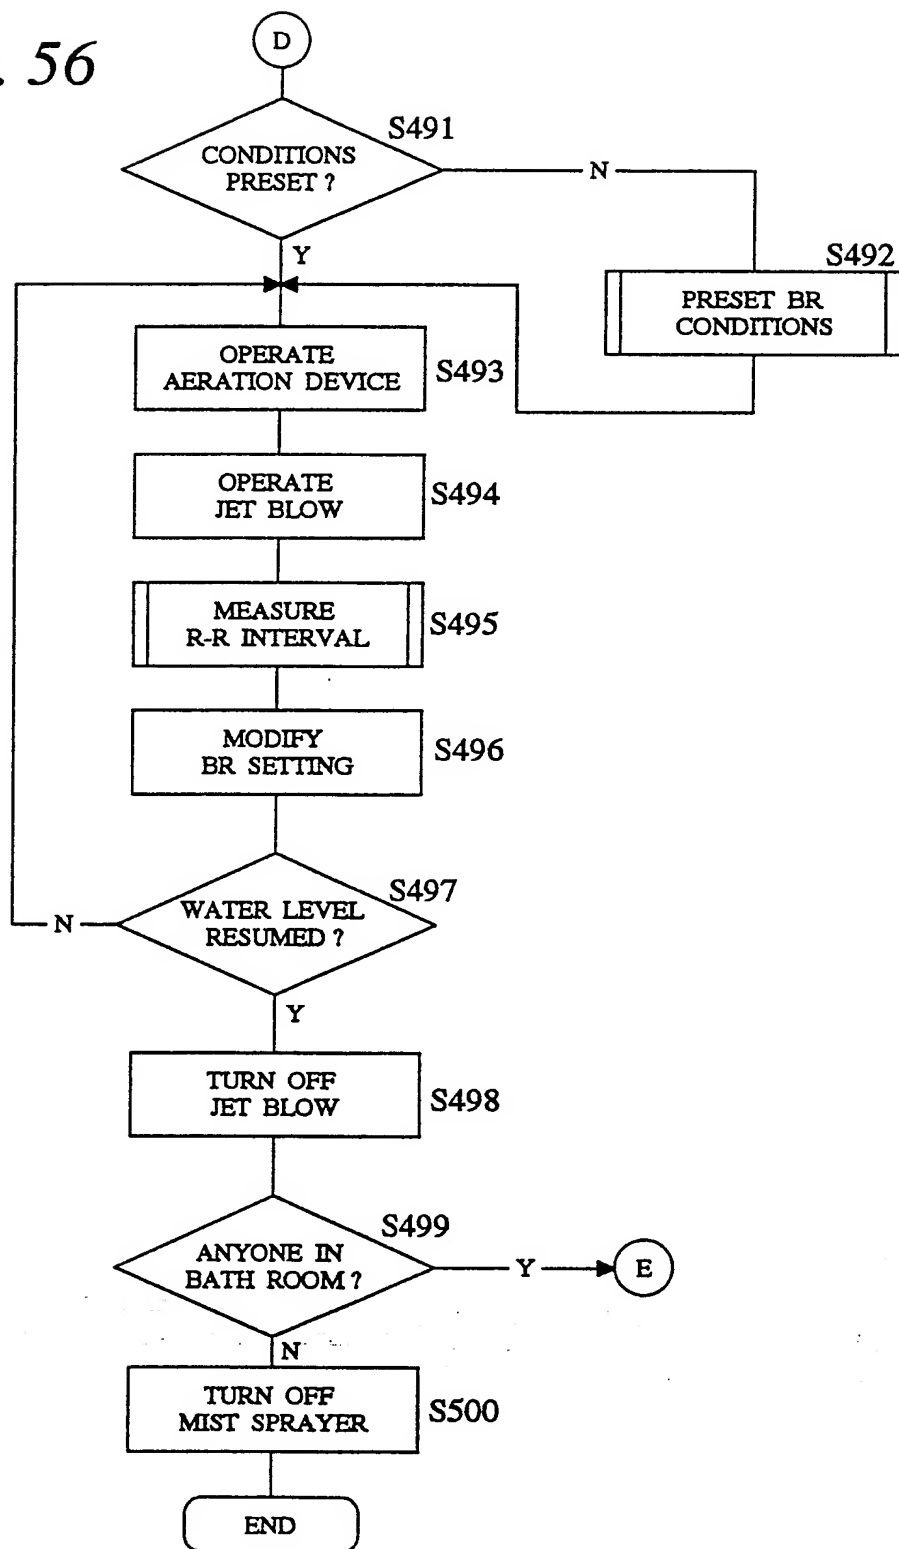 . 56
D
S491
CONDITIONS
PRESET ?
N
Y
S492
PRESET BR
CONDITIONS
OPERATE
AERATION DEVICE
S493
OPERATE
JET BLOW
S494
MEASURE
R-R INTERVAL
S495
MODIFY
BR SETTING
S496
S497
WATER LEVEL
RESUMED ?
N
Y
TURN OFF
JET BLOW
S498
S499
ANYONE IN
BATH ROOM ?
Y
E
N
TURN OFF
MIST SPRAYER
S500
END